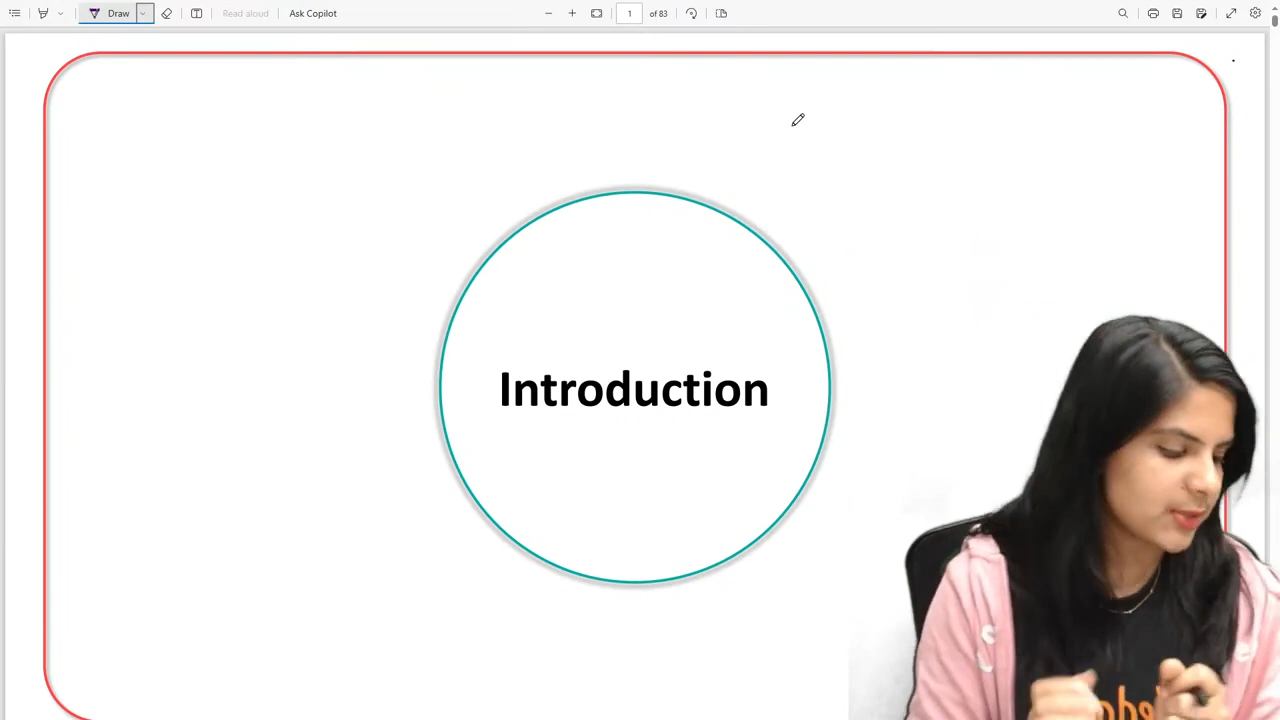 Draw
Read aloud
Ask Copilot
1 of 83
Introduction